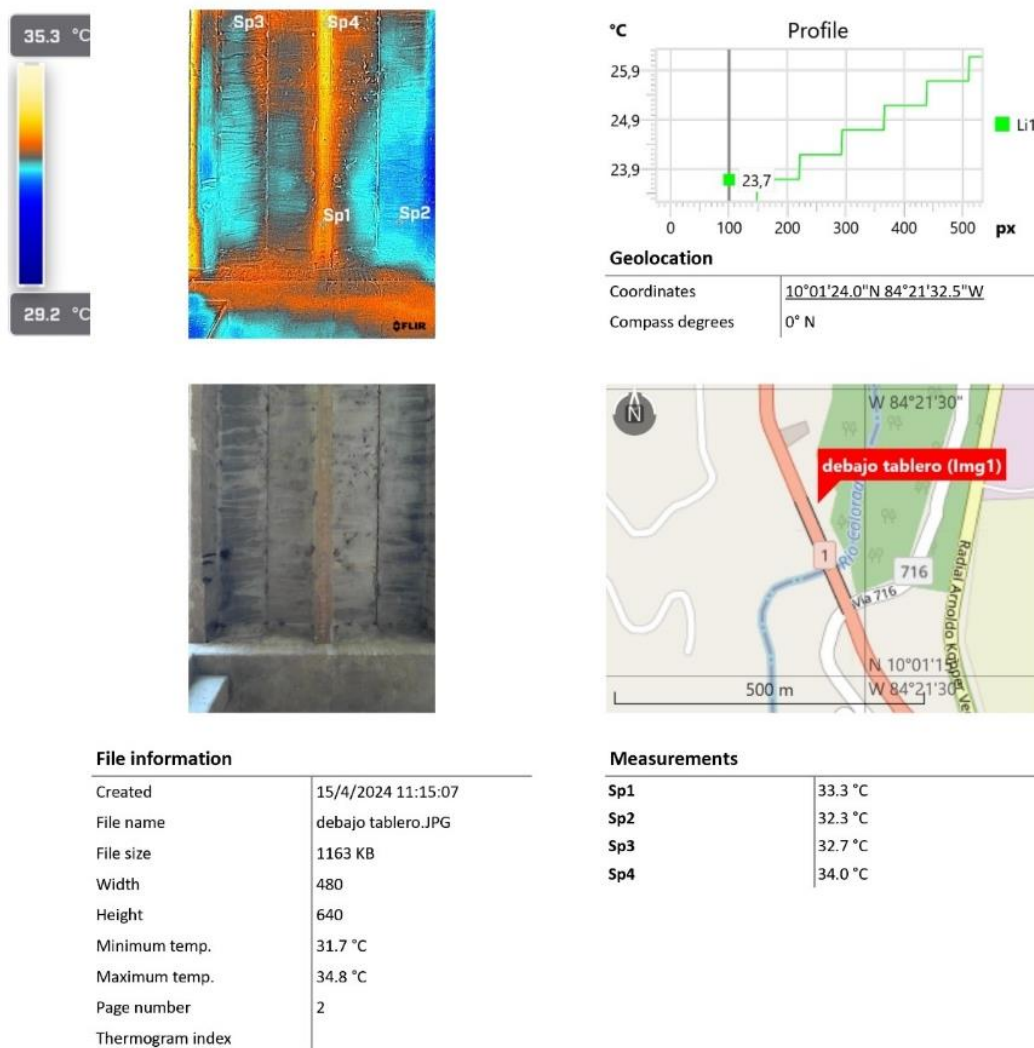 35.3 °C
29.2 °C
Sp3 Sp4
Sp1 Sp2
FLIR
°C Profile
25,9
24,9
23,9
23,7
Li1
0 100 200 300 400 500 px
Geolocation
Coordinates 10°01'24.0"N 84°21'32.5"W
Compass degrees 0° N
N
W 84°21'30"
debajo tablero (Img1)
Río Colorado
1
716
Vía 716
Radial Arnoldo Kopper Ve
N 10°01'15"
500 m
W 84°21'30"
File information
Created 15/4/2024 11:15:07
File name debajo tablero.JPG
File size 1163 KB
Width 480
Height 640
Minimum temp. 31.7 °C
Maximum temp. 34.8 °C
Page number 2
Thermogram index
Measurements
Sp1 33.3 °C
Sp2 32.3 °C
Sp3 32.7 °C
Sp4 34.0 °C